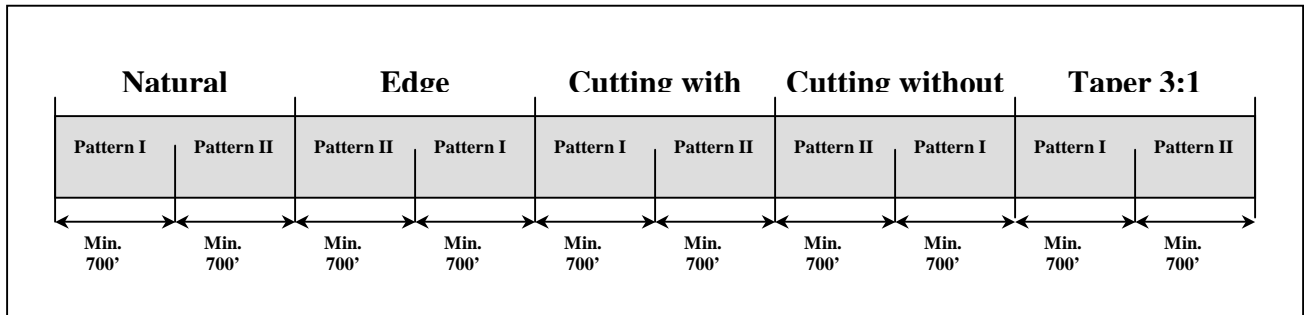 Natural Edge Cutting with Cutting without Taper 3:1
Pattern I Pattern II Pattern II Pattern I Pattern I Pattern II Pattern II Pattern I Pattern I Pattern II
Min. Min. Min. Min. Min. Min. Min. Min. Min. Min.
700’ 700’ 700’ 700’ 700’ 700’ 700’ 700’ 700’ 700’